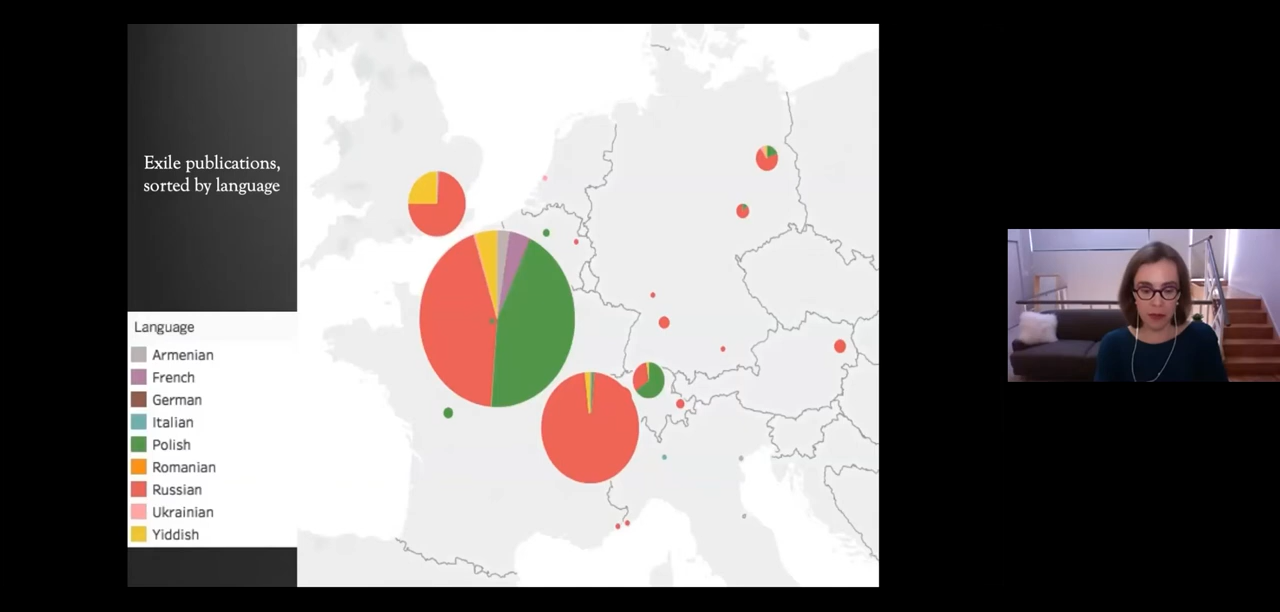 Exile publications,
sorted by language
Language
Armenian
French
German
Italian
Polish
Romanian
Russian
Ukrainian
Yiddish